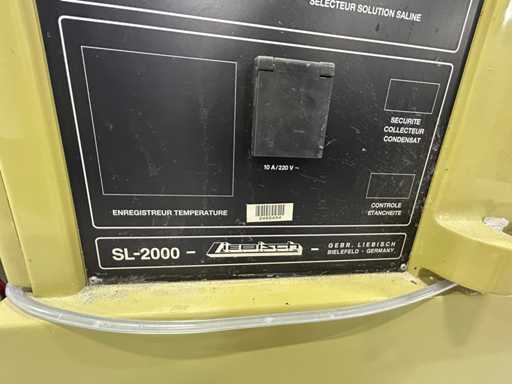 SELECTEUR SOLUTION SALINE
SECURITE
COLLECTEUR
CONDENSAT
10 A / 220 V ~
CONTROLE
ETANCHEITE
ENREGISTREUR TEMPERATURE
SL-2000 - LIEBISCH - GEBR. LIEBISCH
BIELEFELD - GERMANY